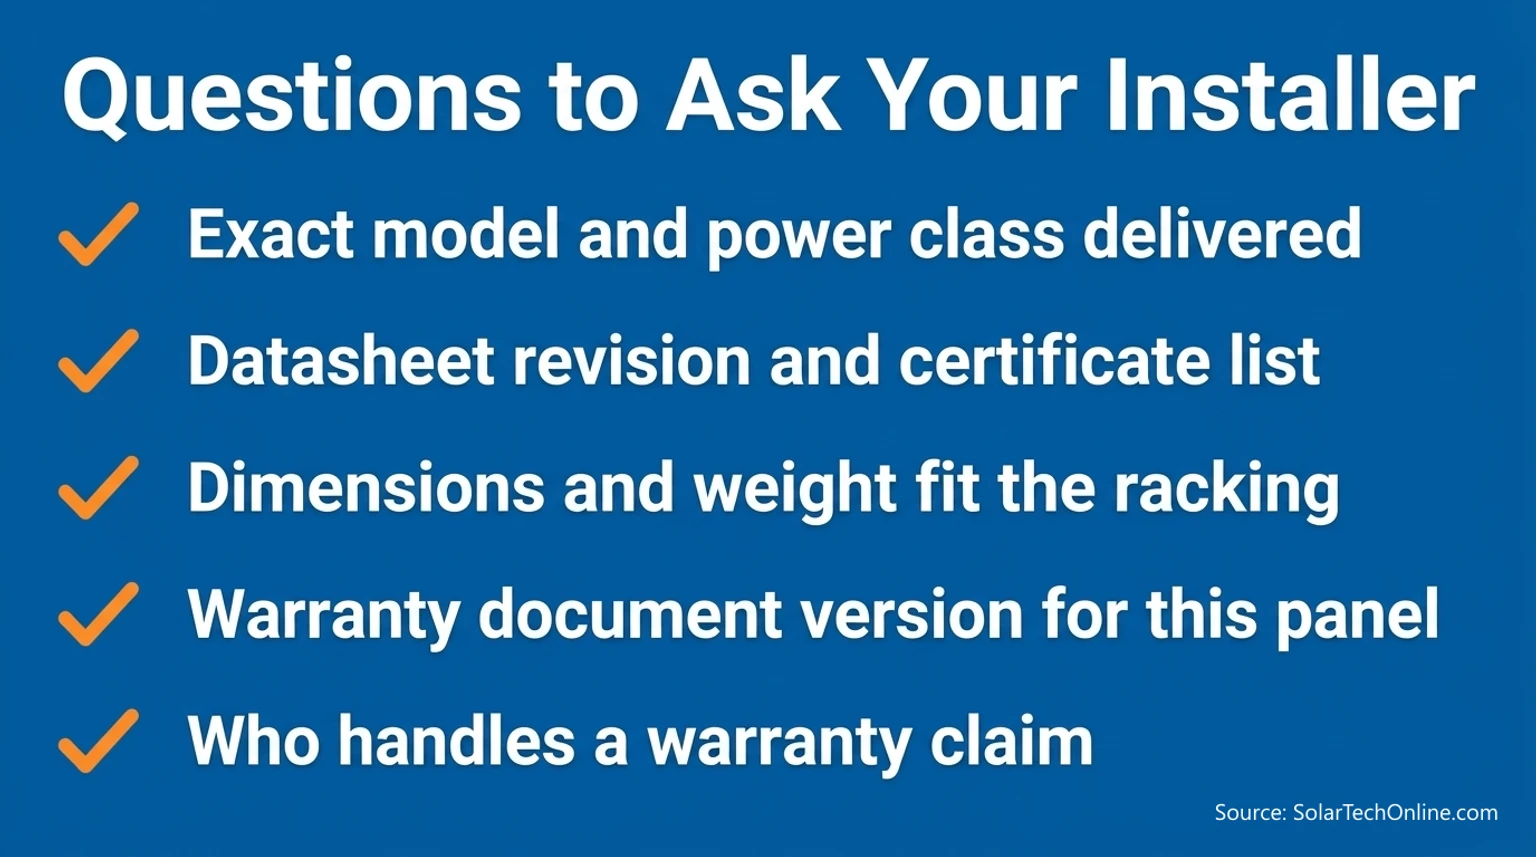 Questions to Ask Your Installer
Exact model and power class delivered
Datasheet revision and certificate list
Dimensions and weight fit the racking
Warranty document version for this panel
Who handles a warranty claim
Source: SolarTechOnline.com